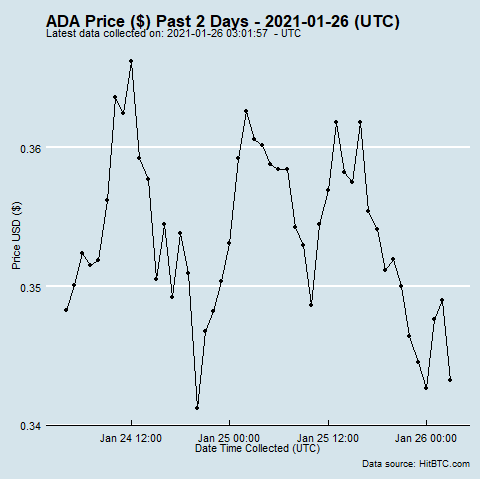 ADA Price ($) Past 2 Days - 2021-01-26 (UTC)
Latest data collected on: 2021-01-26 03:01:57 - UTC
0.36
0.35
0.34
Price USD ($)
Jan 24 12:00 Jan 25 00:00 Jan 25 12:00 Jan 26 00:00
Date Time Collected (UTC)
Data source: HitBTC.com